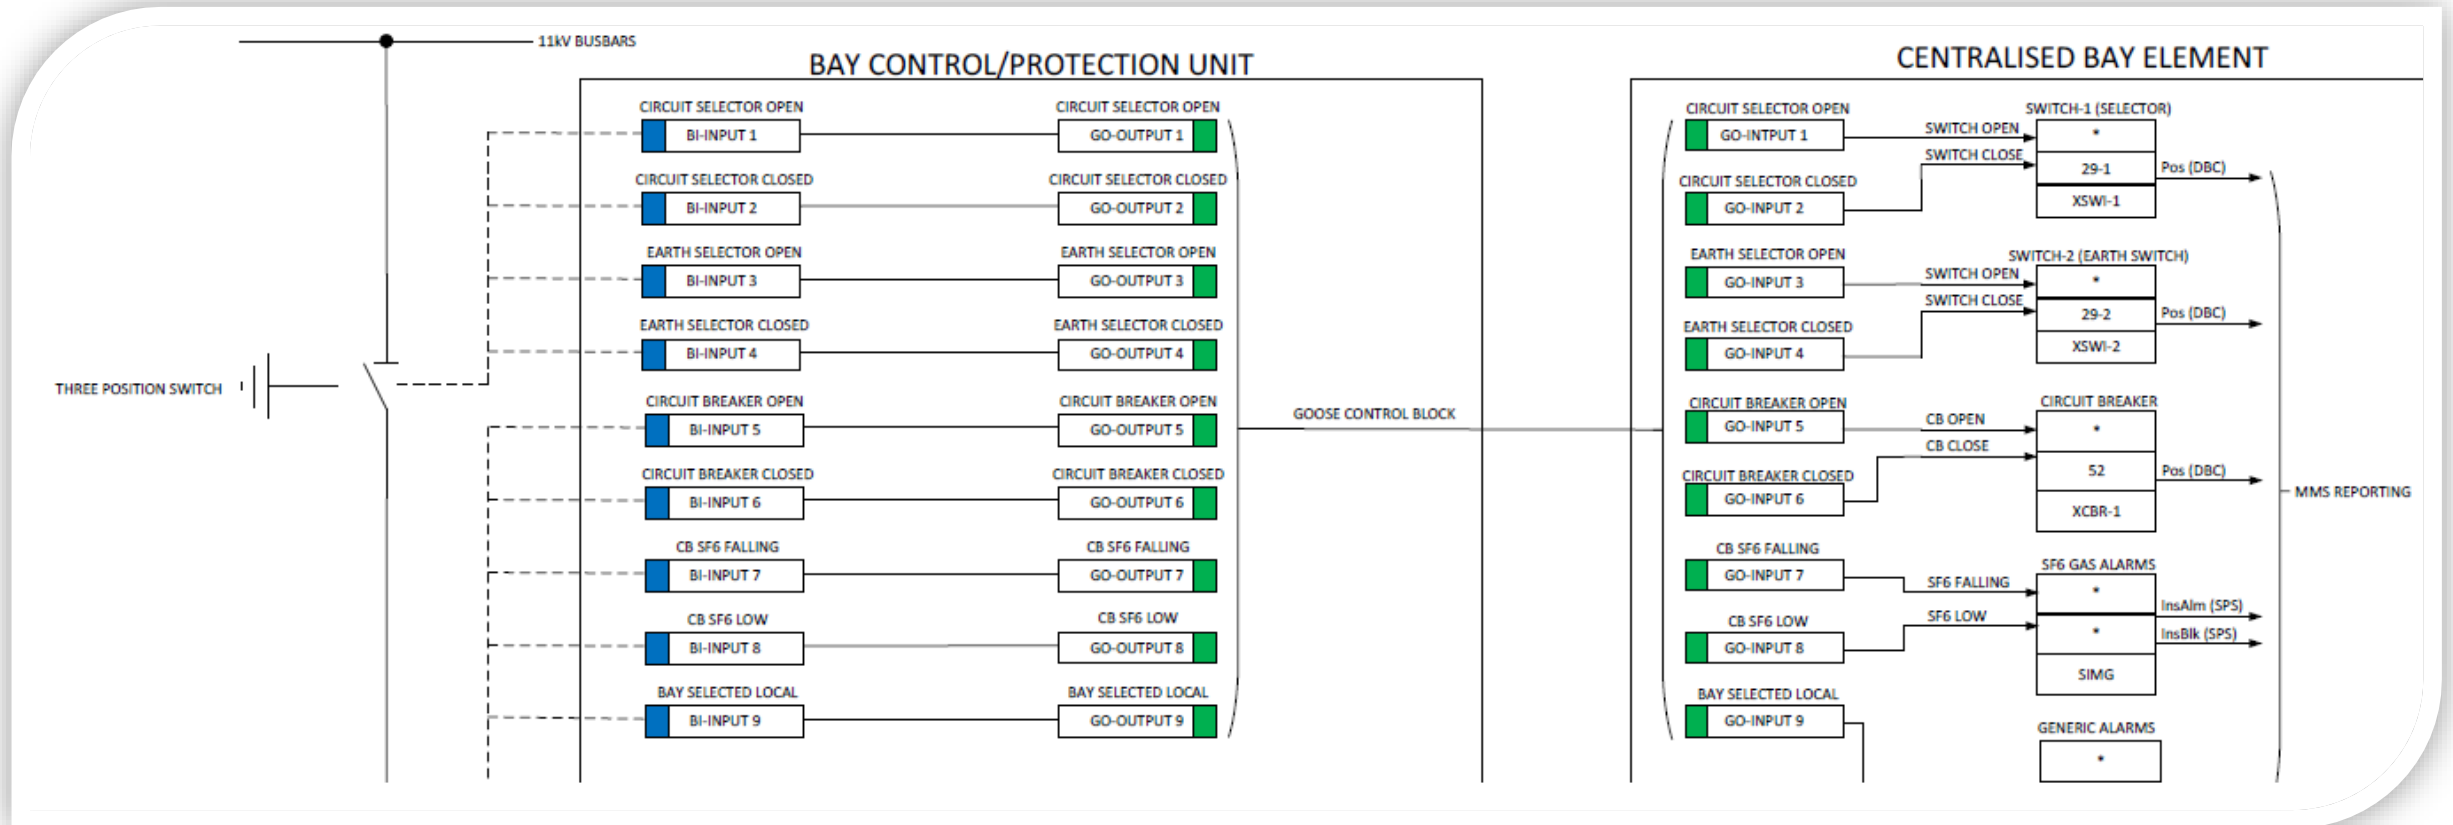 11kV BUSBARS
BAY CONTROL/PROTECTION UNIT
CENTRALISED BAY ELEMENT
THREE POSITION SWITCH
CIRCUIT SELECTOR OPEN
BI-INPUT 1
CIRCUIT SELECTOR CLOSED
BI-INPUT 2
EARTH SELECTOR OPEN
BI-INPUT 3
EARTH SELECTOR CLOSED
BI-INPUT 4
CIRCUIT BREAKER OPEN
BI-INPUT 5
CIRCUIT BREAKER CLOSED
BI-INPUT 6
CB SF6 FALLING
BI-INPUT 7
CB SF6 LOW
BI-INPUT 8
BAY SELECTED LOCAL
BI-INPUT 9
CIRCUIT SELECTOR OPEN
GO-OUTPUT 1
CIRCUIT SELECTOR CLOSED
GO-OUTPUT 2
EARTH SELECTOR OPEN
GO-OUTPUT 3
EARTH SELECTOR CLOSED
GO-OUTPUT 4
CIRCUIT BREAKER OPEN
GO-OUTPUT 5
CIRCUIT BREAKER CLOSED
GO-OUTPUT 6
CB SF6 FALLING
GO-OUTPUT 7
CB SF6 LOW
GO-OUTPUT 8
BAY SELECTED LOCAL
GO-OUTPUT 9
GOOSE CONTROL BLOCK
CIRCUIT SELECTOR OPEN
GO-INTPUT 1
CIRCUIT SELECTOR CLOSED
GO-INPUT 2
EARTH SELECTOR OPEN
GO-INPUT 3
EARTH SELECTOR CLOSED
GO-INPUT 4
CIRCUIT BREAKER OPEN
GO-INPUT 5
CIRCUIT BREAKER CLOSED
GO-INPUT 6
CB SF6 FALLING
GO-INPUT 7
CB SF6 LOW
GO-INPUT 8
BAY SELECTED LOCAL
GO-INPUT 9
SWITCH OPEN
SWITCH CLOSE
SWITCH OPEN
SWITCH CLOSE
CB OPEN
CB CLOSE
SF6 FALLING
SF6 LOW
SWITCH-1 (SELECTOR)
*
29-1
XSWI-1
SWITCH-2 (EARTH SWITCH)
*
29-2
XSWI-2
CIRCUIT BREAKER
*
52
XCBR-1
SF6 GAS ALARMS
*
*
SIMG
GENERIC ALARMS
*
Pos (DBC)
Pos (DBC)
Pos (DBC)
InsAlm (SPS)
InsBlk (SPS)
MMS REPORTING